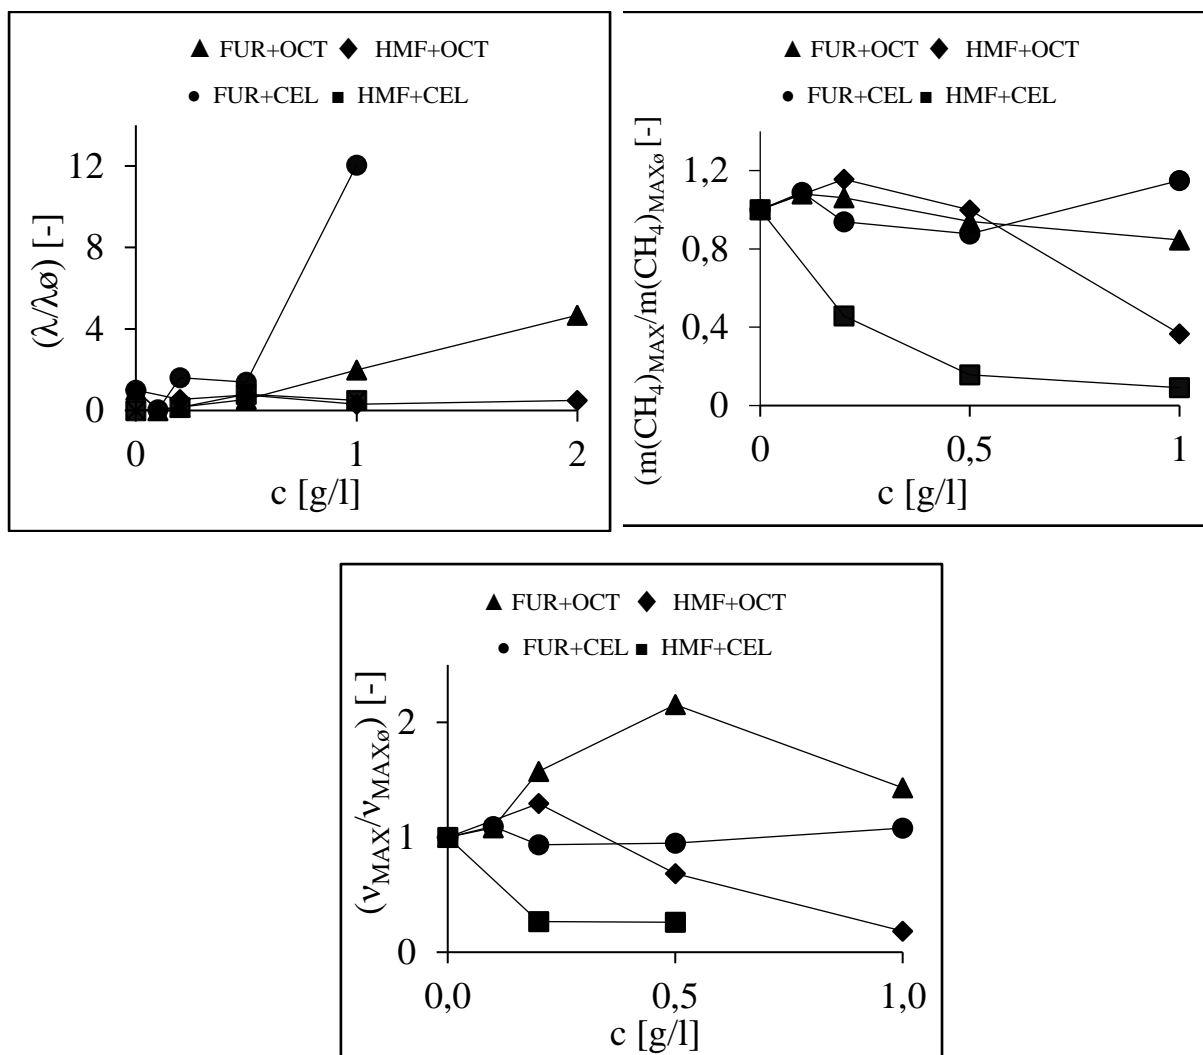 FUR+OCT HMF+OCT
FUR+CEL HMF+CEL
(λ/λø) [-]
12
8
4
0
0 1 2
c [g/l]
FUR+OCT HMF+OCT
FUR+CEL HMF+CEL
(m(CH4)MAX/m(CH4)MAXø [-]
1,2
0,8
0,4
0
0 0,5 1
c [g/l]
FUR+OCT HMF+OCT
FUR+CEL HMF+CEL
(νMAX/νMAXø) [-]
2
1
0
0,0 0,5 1,0
c [g/l]